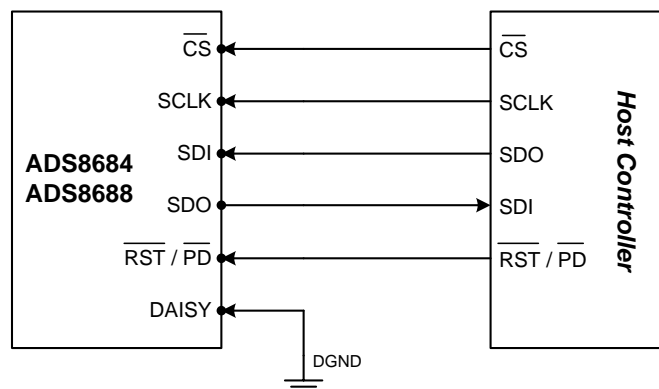 CS
SCLK
SDI
SDO
RST / PD
DAISY
ADS8684
ADS8688
CS
SCLK
SDO
SDI
RST / PD
Host Controller
DGND